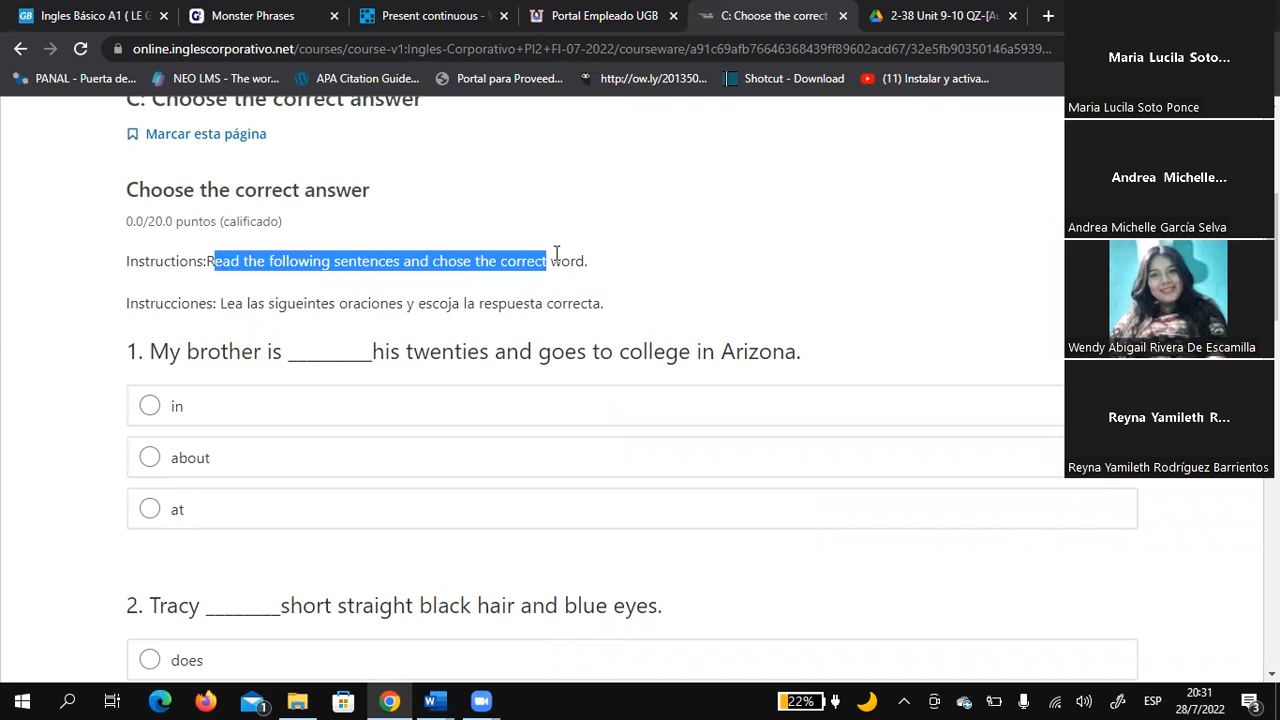 Ingles Básico A1 ( LE G
Monster Phrases
Present continuous - W
Portal Empleado UGB
C: Choose the correct answer
2-38 Unit 9-10 QZ-[Au
online.inglescorporativo.net/courses/course-v1:Ingles-Corporativo+PI2+FI-07-2022/courseware/a91c69afb76646368439ff89602acd67/32e5fb90350146a5939...
PANAL - Puerta de...
NEO LMS - The wor...
APA Citation Guide...
Portal para Proveed...
http://ow.ly/201350...
Shotcut - Download
(11) Instalar y activa...
C: Choose the correct answer
Marcar esta página
Choose the correct answer
0.0/20.0 puntos (calificado)
Instructions:Read the following sentences and chose the correct word.
Instrucciones: Lea las sigueintes oraciones y escoja la respuesta correcta.
1. My brother is _________his twenties and goes to college in Arizona.
in
about
at
2. Tracy ________short straight black hair and blue eyes.
does
Maria Lucila Soto...
Maria Lucila Soto Ponce
Andrea Michelle...
Andrea Michelle García Selva
Wendy Abigail Rivera De Escamilla
Reyna Yamileth R...
Reyna Yamileth Rodríguez Barrientos
1
22%
ESP
20:31
28/7/2022
3